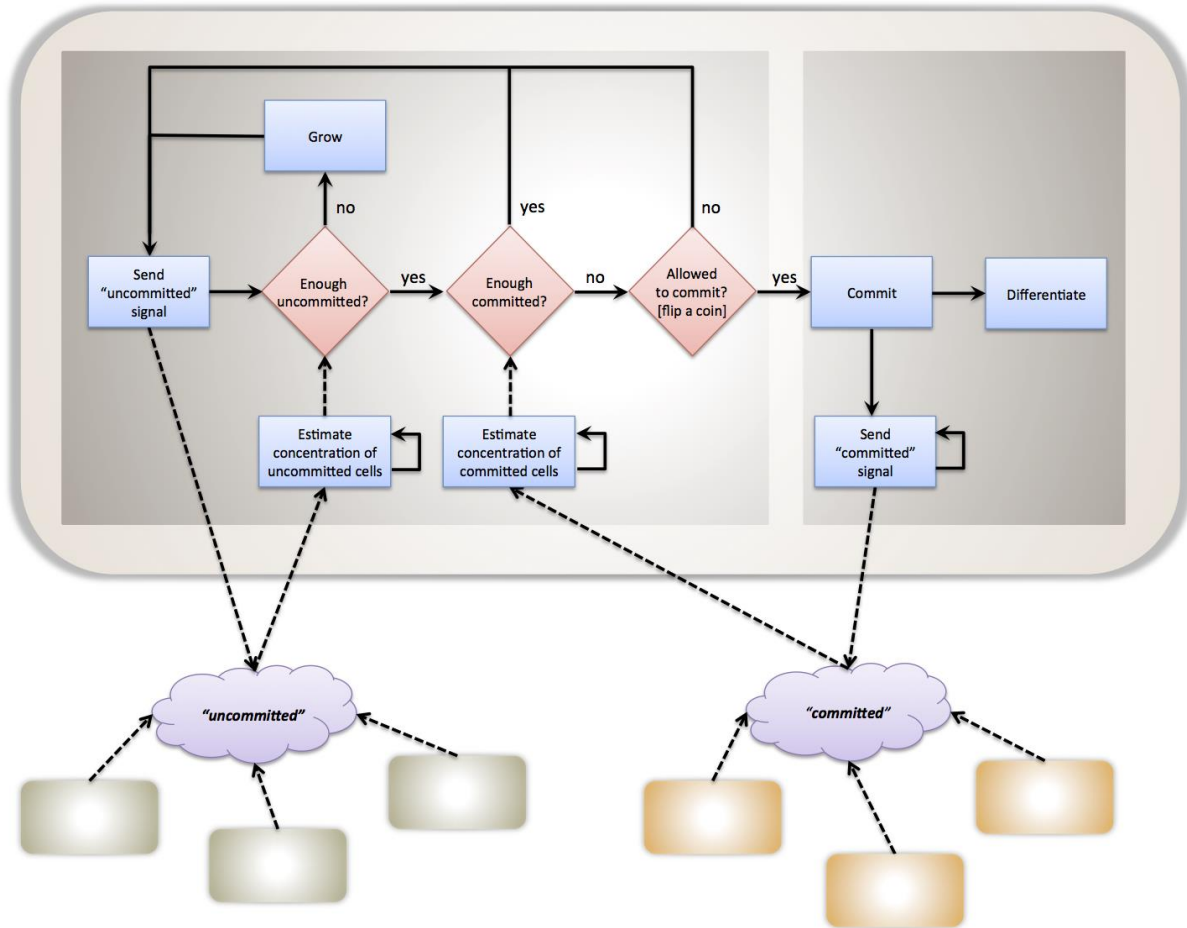 Grow
no
yes
no
Send
“uncommitted”
signal
Enough
uncommitted?
yes
Enough
committed?
no
Allowed
to commit?
[flip a coin]
yes
Commit
Differentiate
Estimate
concentration of
uncommitted cells
Estimate
concentration of
committed cells
Send
“committed”
signal
“uncommitted”
“committed”